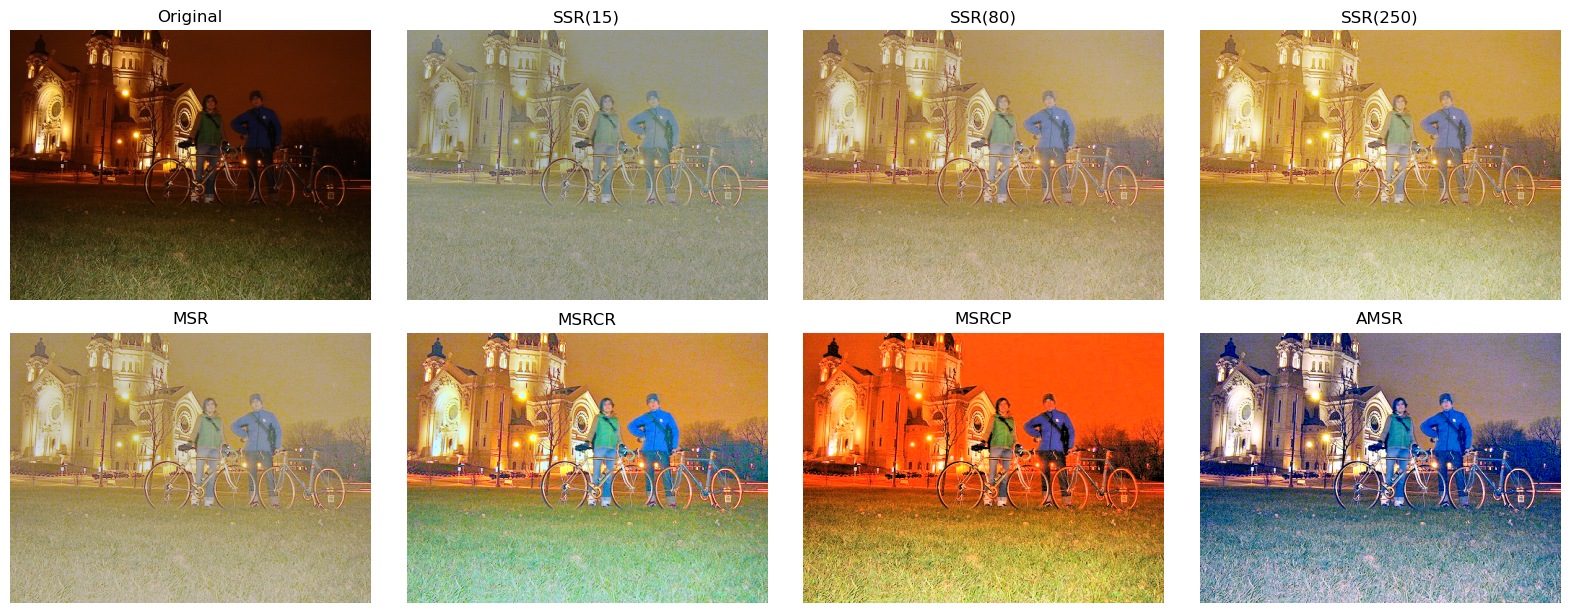 Original
SSR(15)
SSR(80)
SSR(250)
MSR
MSRCR
MSRCP
AMSR